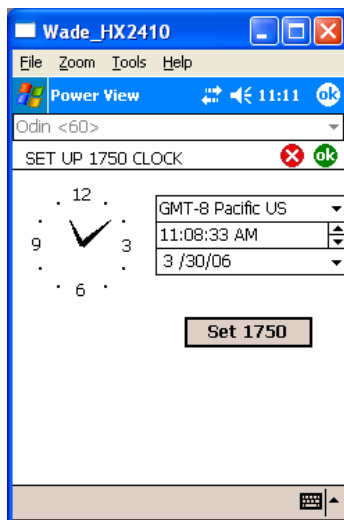 Wade_HX2410
File Zoom Tools Help
Power View 11:11 ok
Odin <60>
SET UP 1750 CLOCK ok
12
9
3
6
GMT-8 Pacific US
11:08:33 AM
3 /30/06
Set 1750